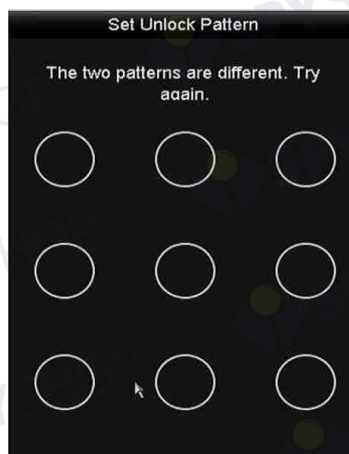 Set Unlock Pattern
The two patterns are different. Try
again.